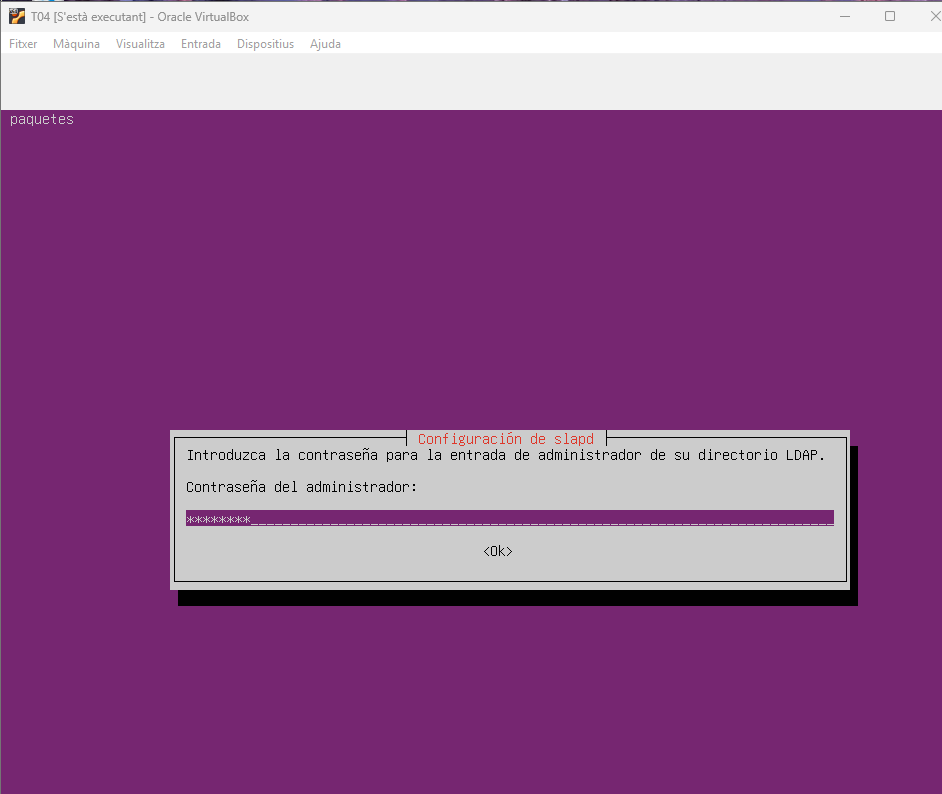 T04 [S'està executant] - Oracle VirtualBox
Fitxer Màquina Visualitza Entrada Dispositius Ajuda
paquetes
Configuración de slapd
Introduzca la contraseña para la entrada de administrador de su directorio LDAP.
Contraseña del administrador:
********
<Ok>